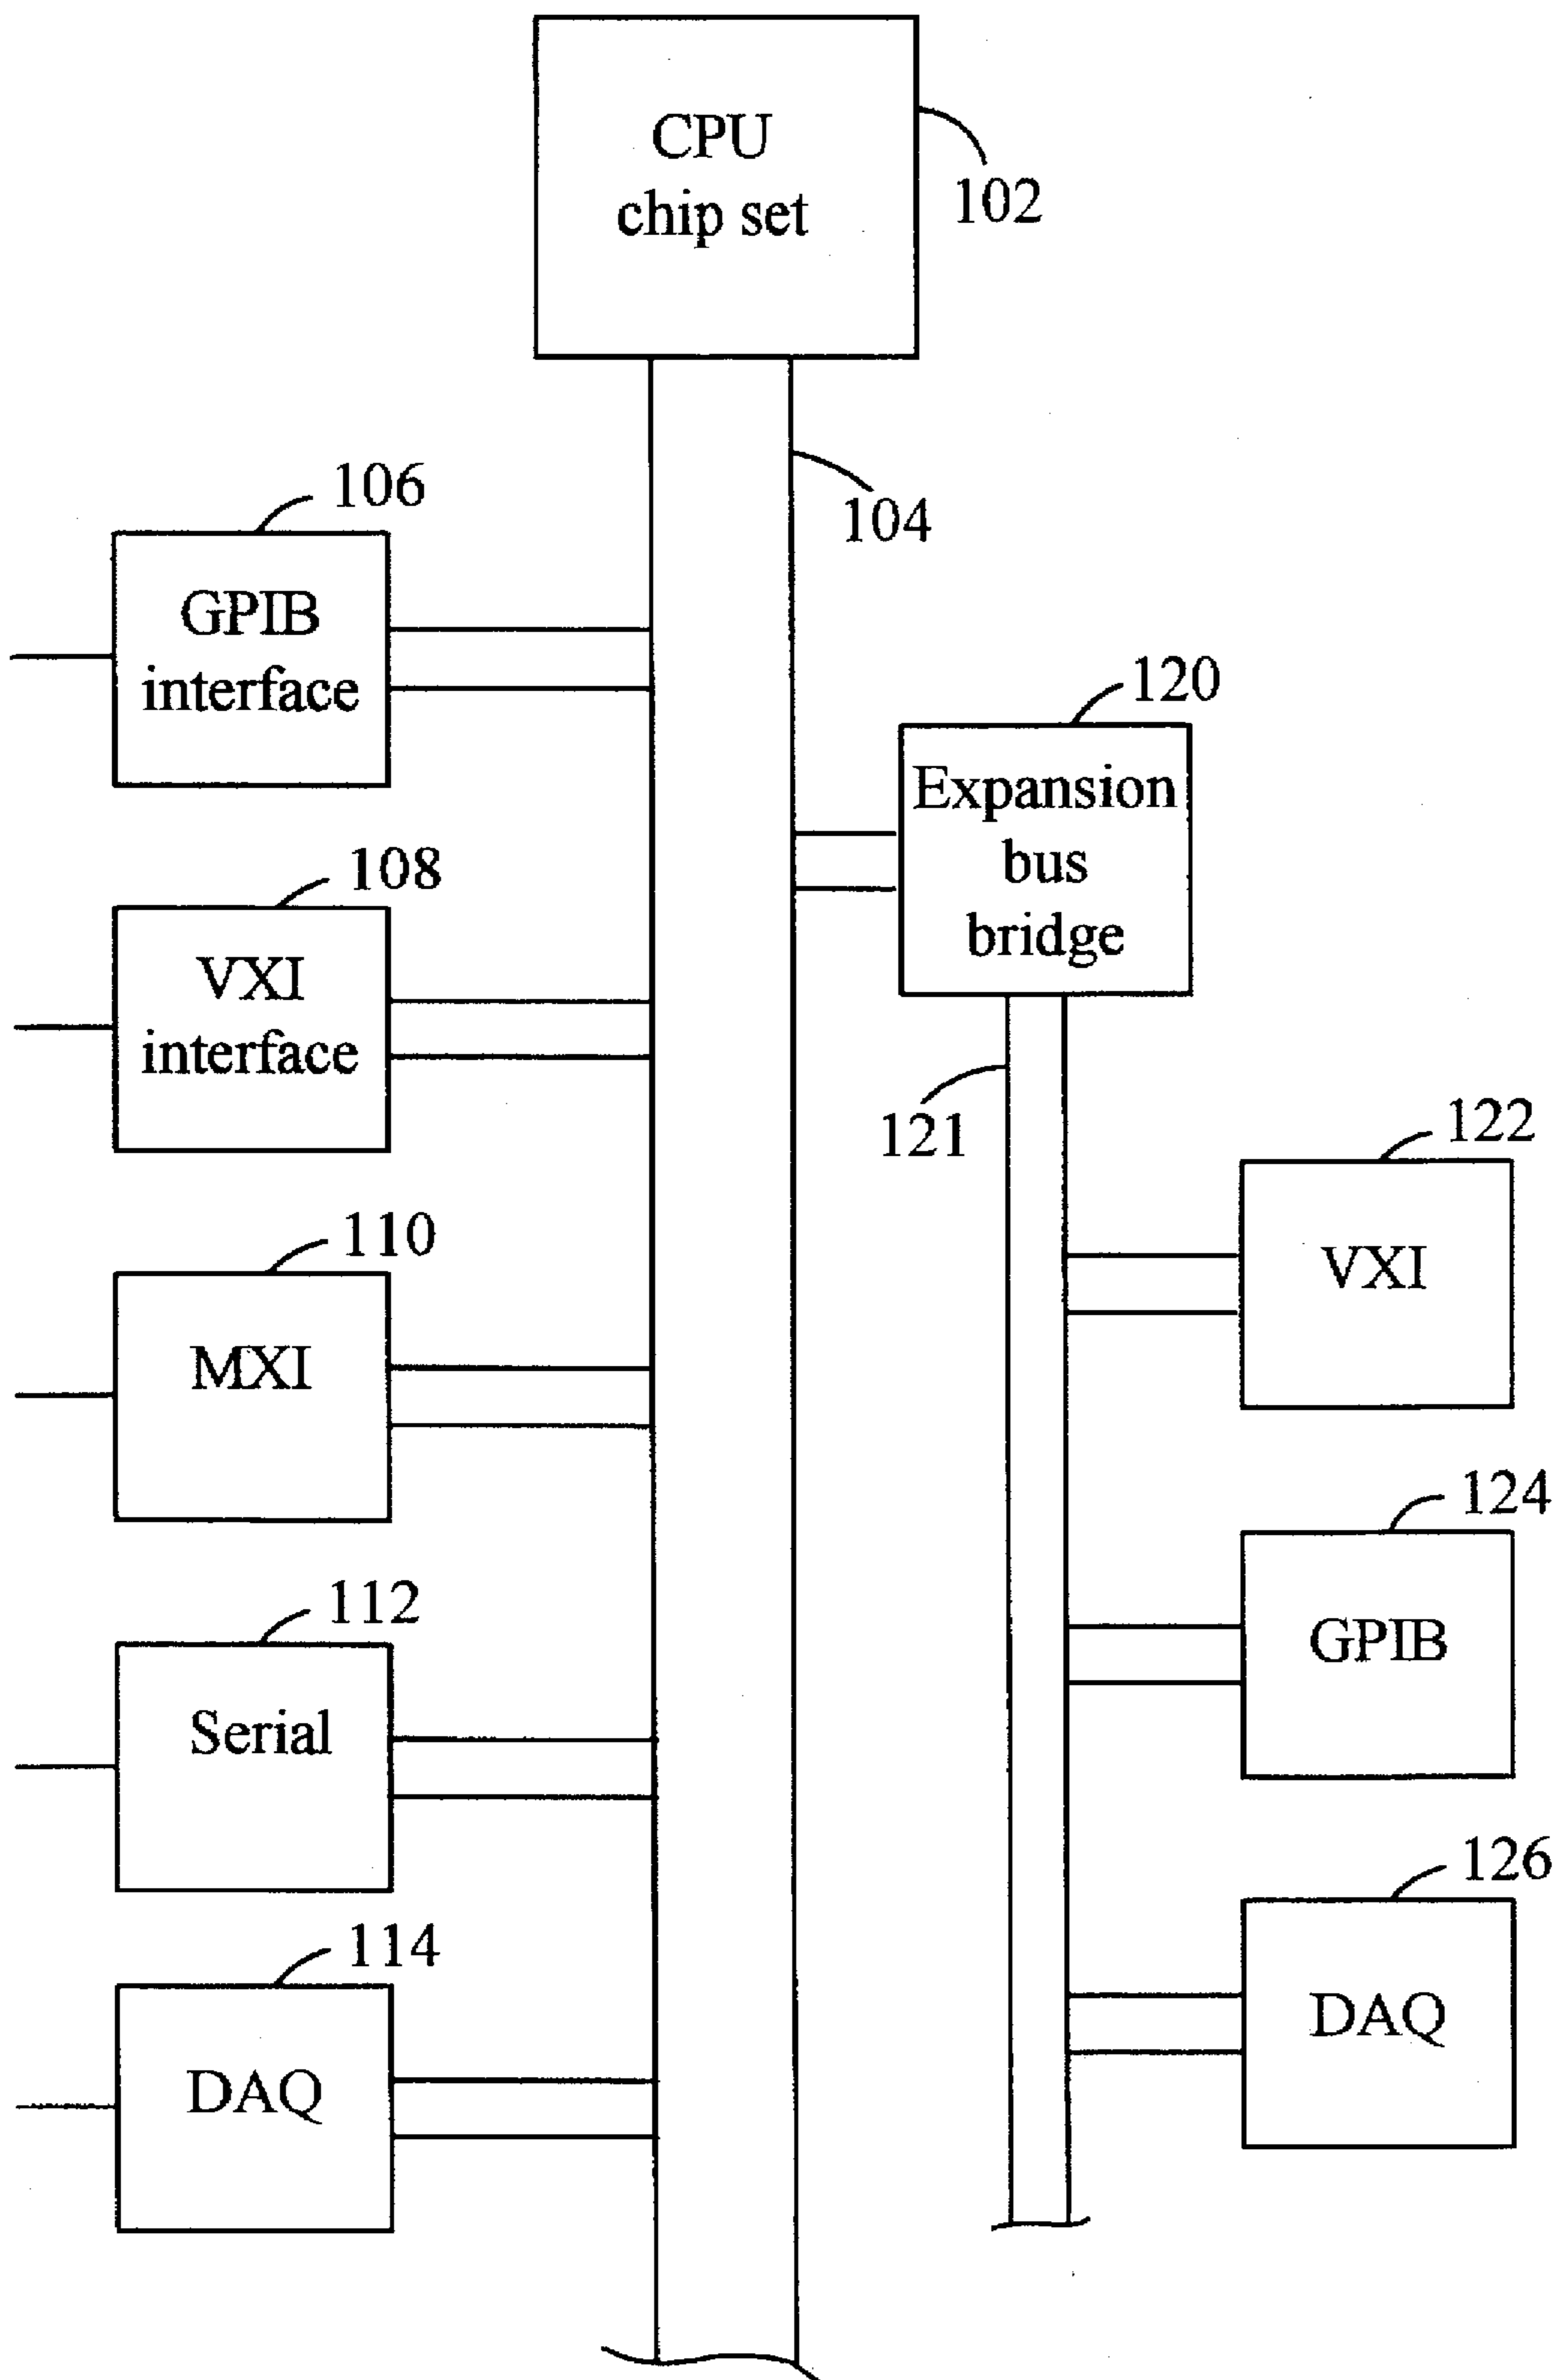 CPU
chip set
102
104
106
GPIB
interface
120
Expansion
bus
bridge
108
VXI
interface
121
122
VXI
110
MXI
124
GPIB
112
Serial
126
DAQ
114
DAQ